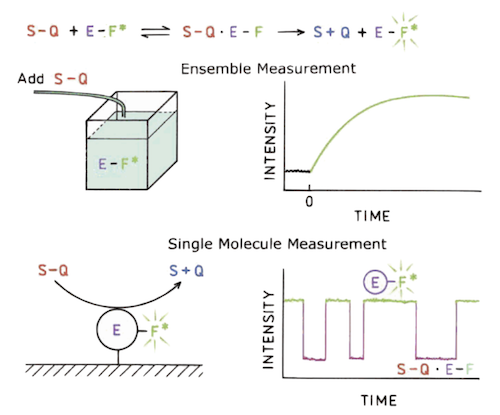 S-Q + E-F* ⇌ S-Q·E-F → S+Q + E-F*
Ensemble Measurement
Add S-Q
E-F*
INTENSITY
0
TIME
Single Molecule Measurement
S-Q
S+Q
E
F*
INTENSITY
E-F*
S-Q·E-F
TIME